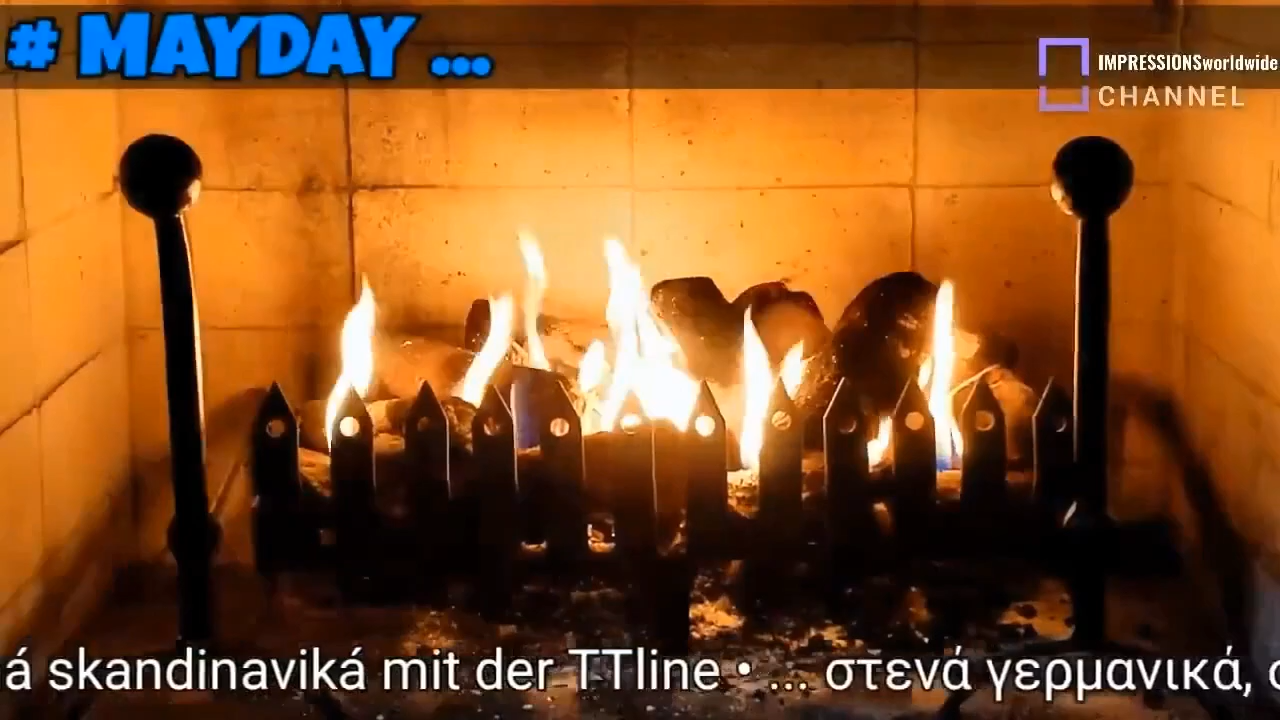 # MAYDAY ...
IMPRESSIONSworldwide
CHANNEL
á skandinaviká mit der TTline • ... στενά γερμανικά,